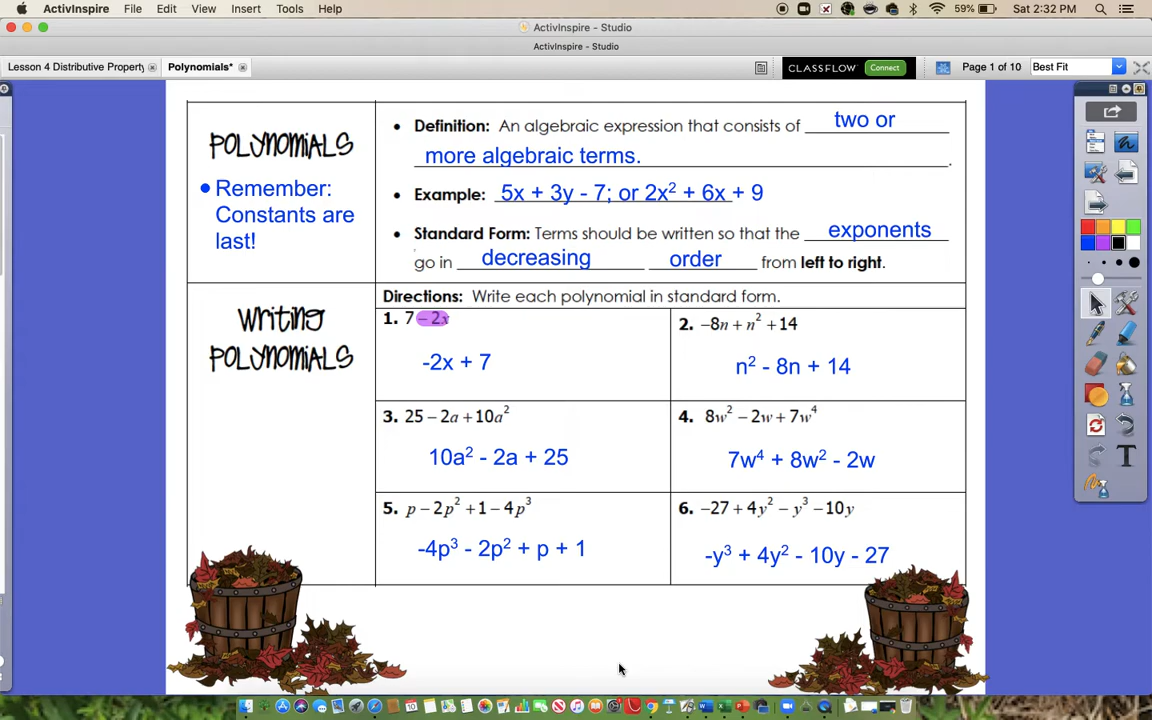 ActivInspire File Edit View Insert Tools Help 59% Sat 2:32 PM
ActivInspire - Studio
ActivInspire - Studio
Lesson 4 Distributive Property Polynomials* CLASSFLOW Connect Page 1 of 10 Best Fit
POLYNOMIALS
• Remember:
Constants are
last!
• Definition: An algebraic expression that consists of two or
more algebraic terms.
• Example: 5x + 3y - 7; or 2x² + 6x + 9
• Standard Form: Terms should be written so that the exponents
go in decreasing order from left to right.
Writing
POLYNOMIALS
Directions: Write each polynomial in standard form.
1. 7 − 2x
-2x + 7
2. −8n + n² + 14
n² - 8n + 14
3. 25 − 2a + 10a²
10a² - 2a + 25
4. 8w² − 2w + 7w⁴
7w⁴ + 8w² - 2w
5. p − 2p² + 1 − 4p³
-4p³ - 2p² + p + 1
6. −27 + 4y² − y³ − 10y
-y³ + 4y² - 10y - 27